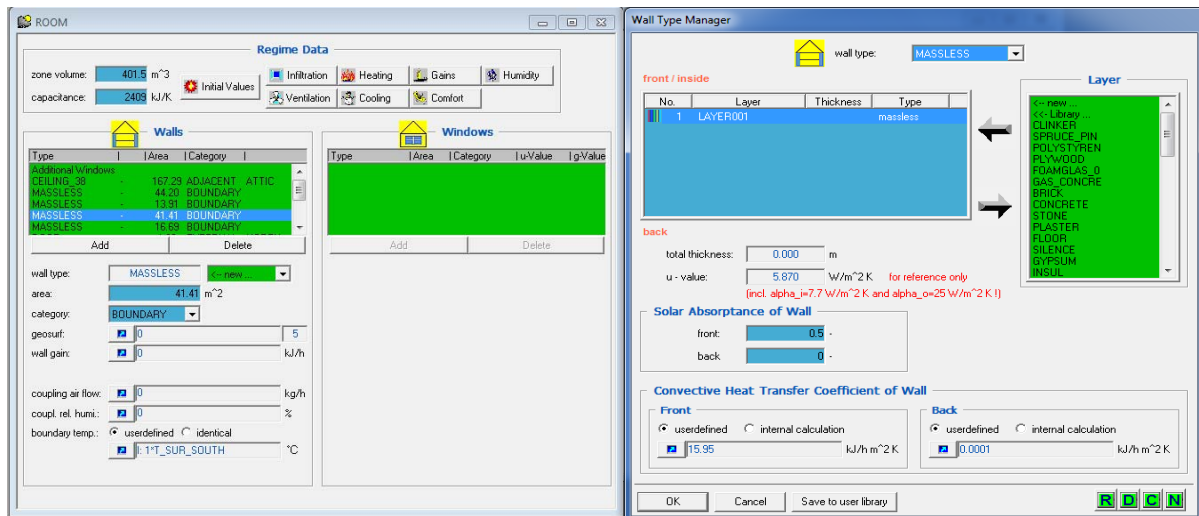 ROOM
Regime Data
zone volume: 401.5 m^3
capacitance: 2409 kJ/K
Initial Values
Infiltration Heating Gains Humidity
Ventilation Cooling Comfort
Walls
Type | | Area | Category |
Additional Windows
CEILING_38 - 167.29 ADJACENT ATTIC
MASSLESS - 44.20 BOUNDARY
MASSLESS - 13.91 BOUNDARY
MASSLESS - 41.41 BOUNDARY
MASSLESS - 16.69 BOUNDARY
Add Delete
wall type: MASSLESS <-- new ...
area: 41.41 m^2
category: BOUNDARY
geosurf: 0 5
wall gain: 0 kJ/h
coupling air flow: 0 kg/h
coupl. rel. humi.: 0 %
boundary temp.: userdefined identical
I: 1*T_SUR_SOUTH °C
Windows
Type | Area | Category | u-Value | g-Value
Add Delete
Wall Type Manager
wall type: MASSLESS
front / inside
No. Layer Thickness Type
1 LAYER001 massless
back
total thickness: 0.000 m
u - value: 5.870 W/m^2 K for reference only
(incl. alpha_i=7.7 W/m^2 K and alpha_o=25 W/m^2 K !)
Layer
<-- new ...
<<- Library ...
CLINKER
SPRUCE_PIN
POLYSTYREN
PLYWOOD
FOAMGLAS_0
GAS_CONCRE
BRICK
CONCRETE
STONE
PLASTER
FLOOR
SILENCE
GYPSUM
INSUL
Solar Absorptance of Wall
front: 0.5 -
back 0 -
Convective Heat Transfer Coefficient of Wall
Front
userdefined internal calculation
15.95 kJ/h m^2 K
Back
userdefined internal calculation
0.0001 kJ/h m^2 K
OK Cancel Save to user library
R D C N